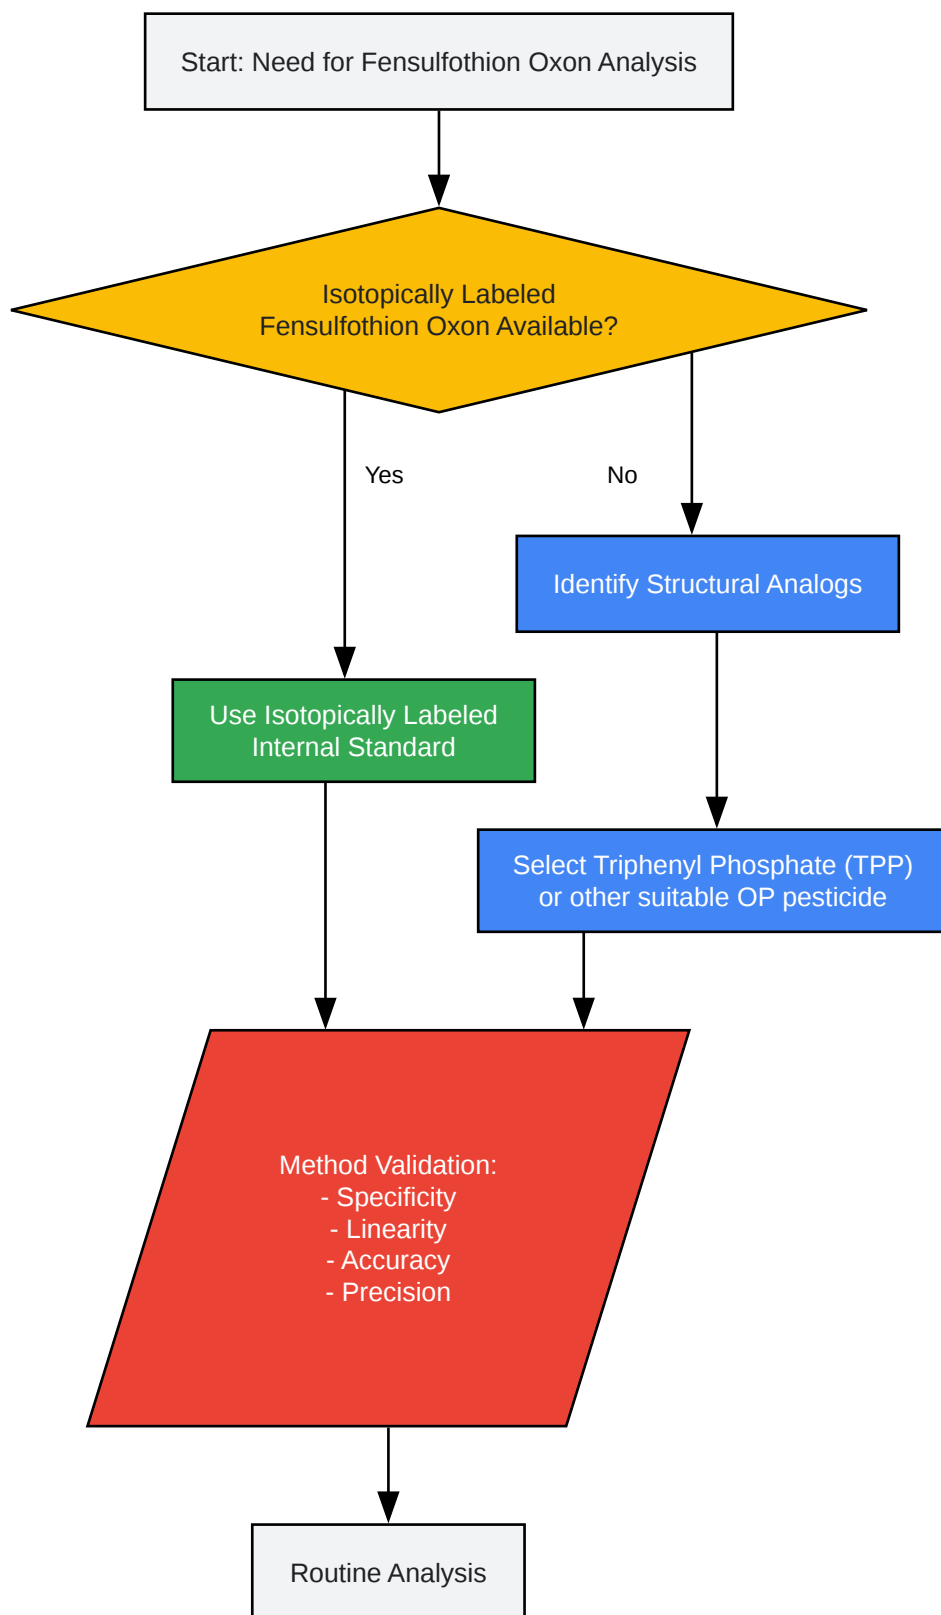 Start: Need for Fensulfothion Oxon Analysis
Isotopically Labeled
Fensulfothion Oxon Available?
Yes
No
Identify Structural Analogs
Use Isotopically Labeled
Internal Standard
Select Triphenyl Phosphate (TPP)
or other suitable OP pesticide
Method Validation:
- Specificity
- Linearity
- Accuracy
- Precision
Routine Analysis